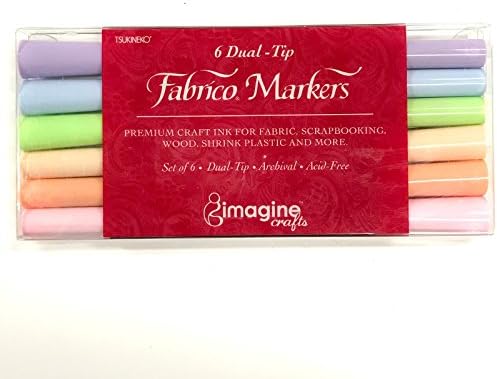 TSUKINEKO®
6 Dual-Tip
Fabrico® Markers
PREMIUM CRAFT INK FOR FABRIC, SCRAPBOOKING,
WOOD, SHRINK PLASTIC AND MORE.
Set of 6 • Dual-Tip • Archival • Acid-Free
imagine™
crafts